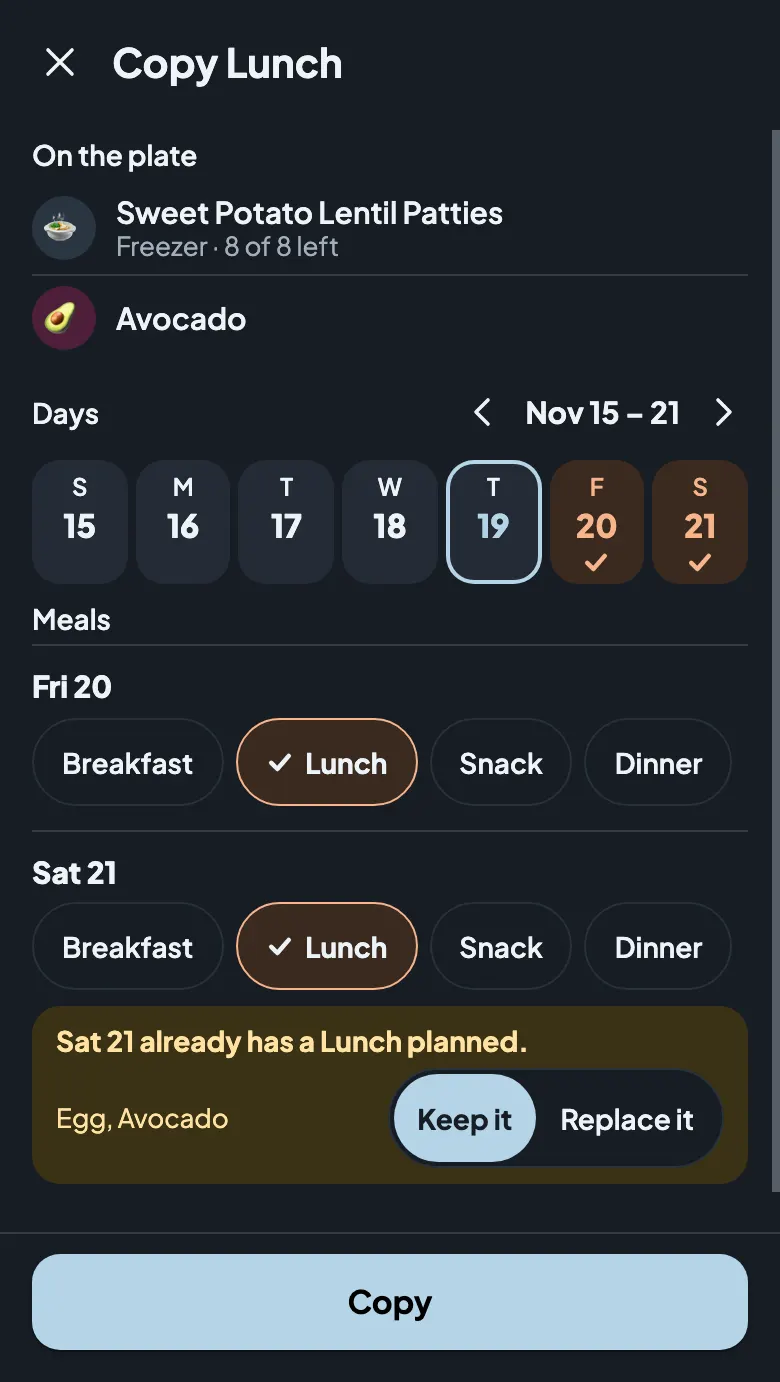 Copy Lunch
On the plate
Sweet Potato Lentil Patties
Freezer · 8 of 8 left
Avocado
Days
Nov 15 – 21
S M T W T F S
15 16 17 18 19 20 21
Meals
Fri 20
Breakfast Lunch Snack Dinner
Sat 21
Breakfast Lunch Snack Dinner
Sat 21 already has a Lunch planned.
Egg, Avocado Keep it Replace it
Copy